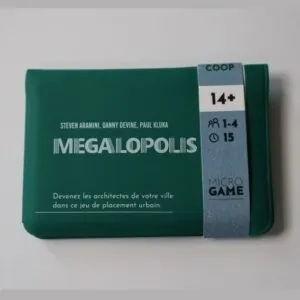 COOP
14+
STEVEN ARAMINI, DANNY DEVINE, PAUL KLUKA
1-4
MEGALOPOLIS
15
MICRO
GAME
Devenez les architectes de votre ville
dans ce jeu de placement urbain.